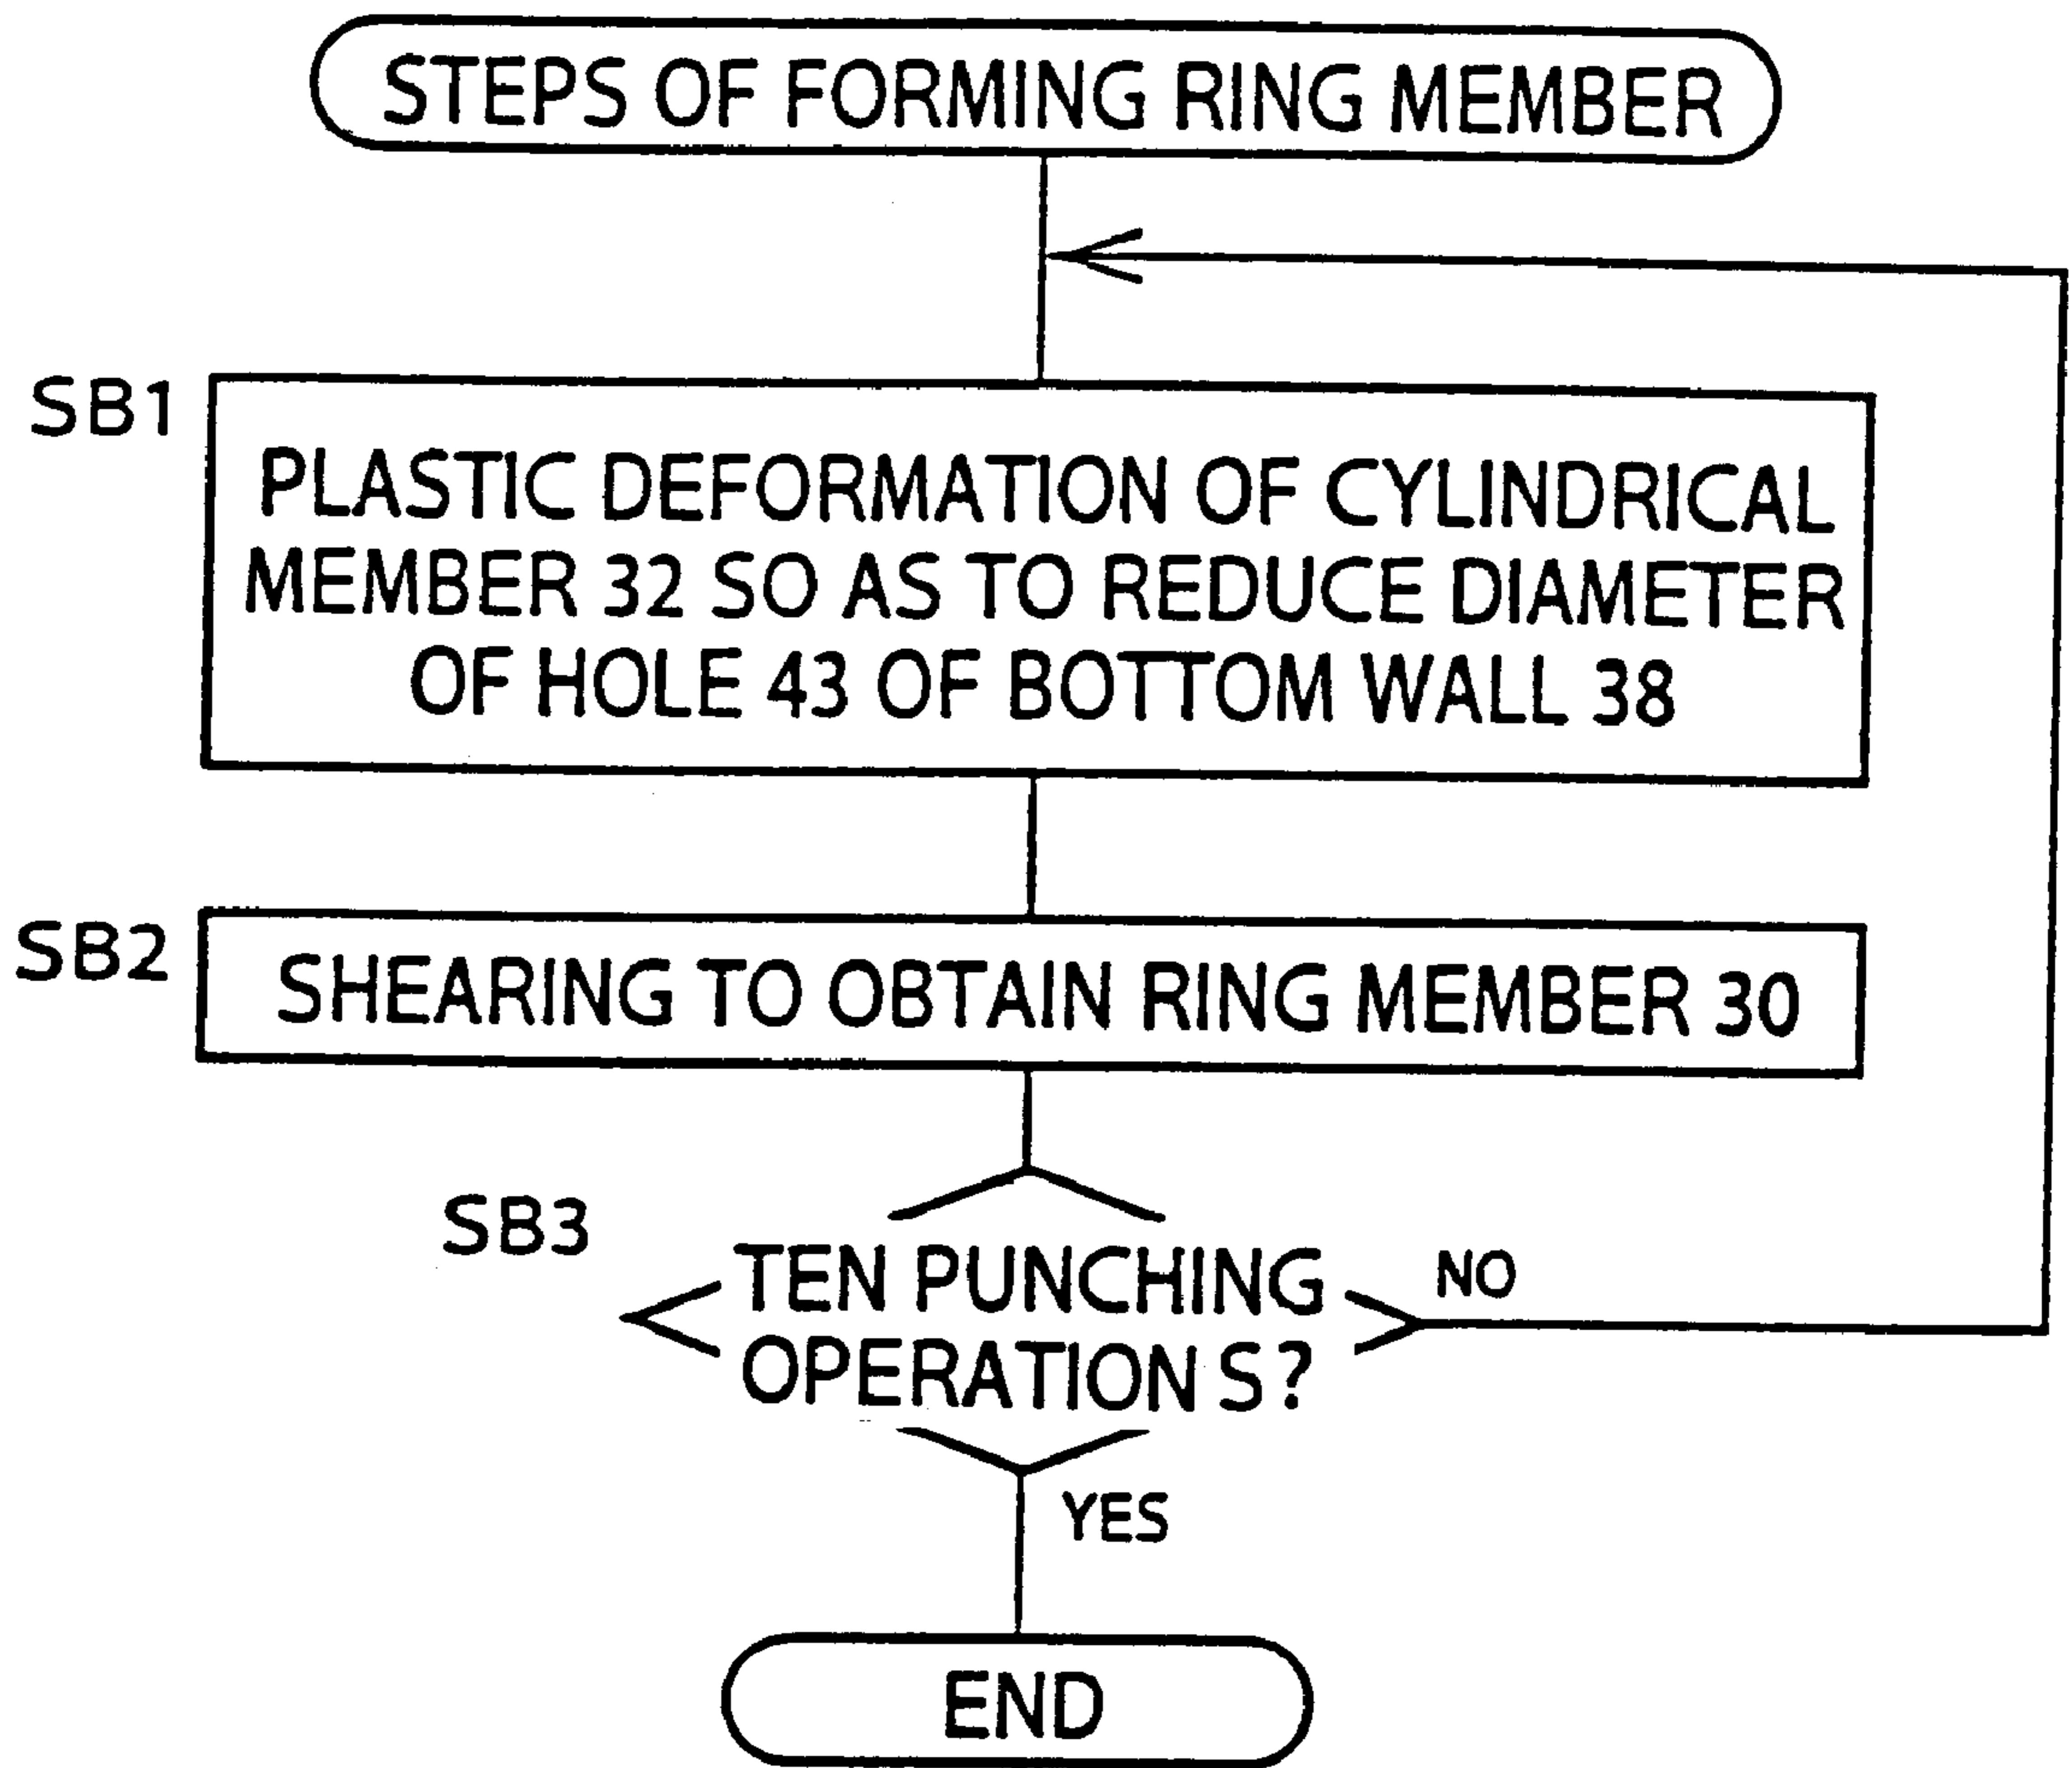 STEPS OF FORMING RING MEMBER
SB1
PLASTIC DEFORMATION OF CYLINDRICAL
MEMBER 32 SO AS TO REDUCE DIAMETER
OF HOLE 43 OF BOTTOM WALL 38
SB2
SHEARING TO OBTAIN RING MEMBER 30
SB3
TEN PUNCHING
OPERATIONS?
NO
YES
END